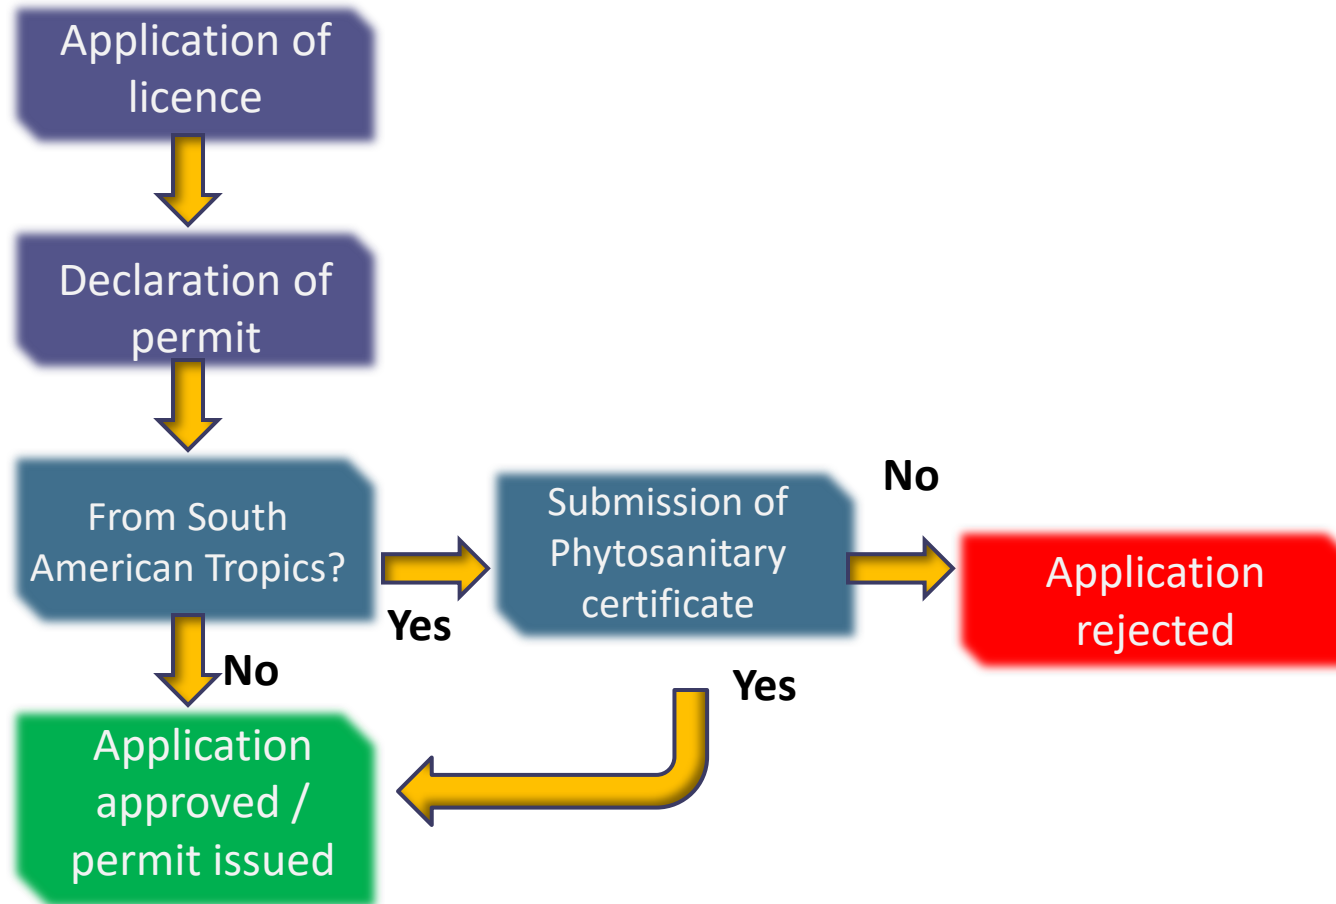 Application of
licence
Declaration of
permit
From South
American Tropics?
Yes
No
Submission of
Phytosanitary
certificate
No
Yes
Application
rejected
Application
approved /
permit issued